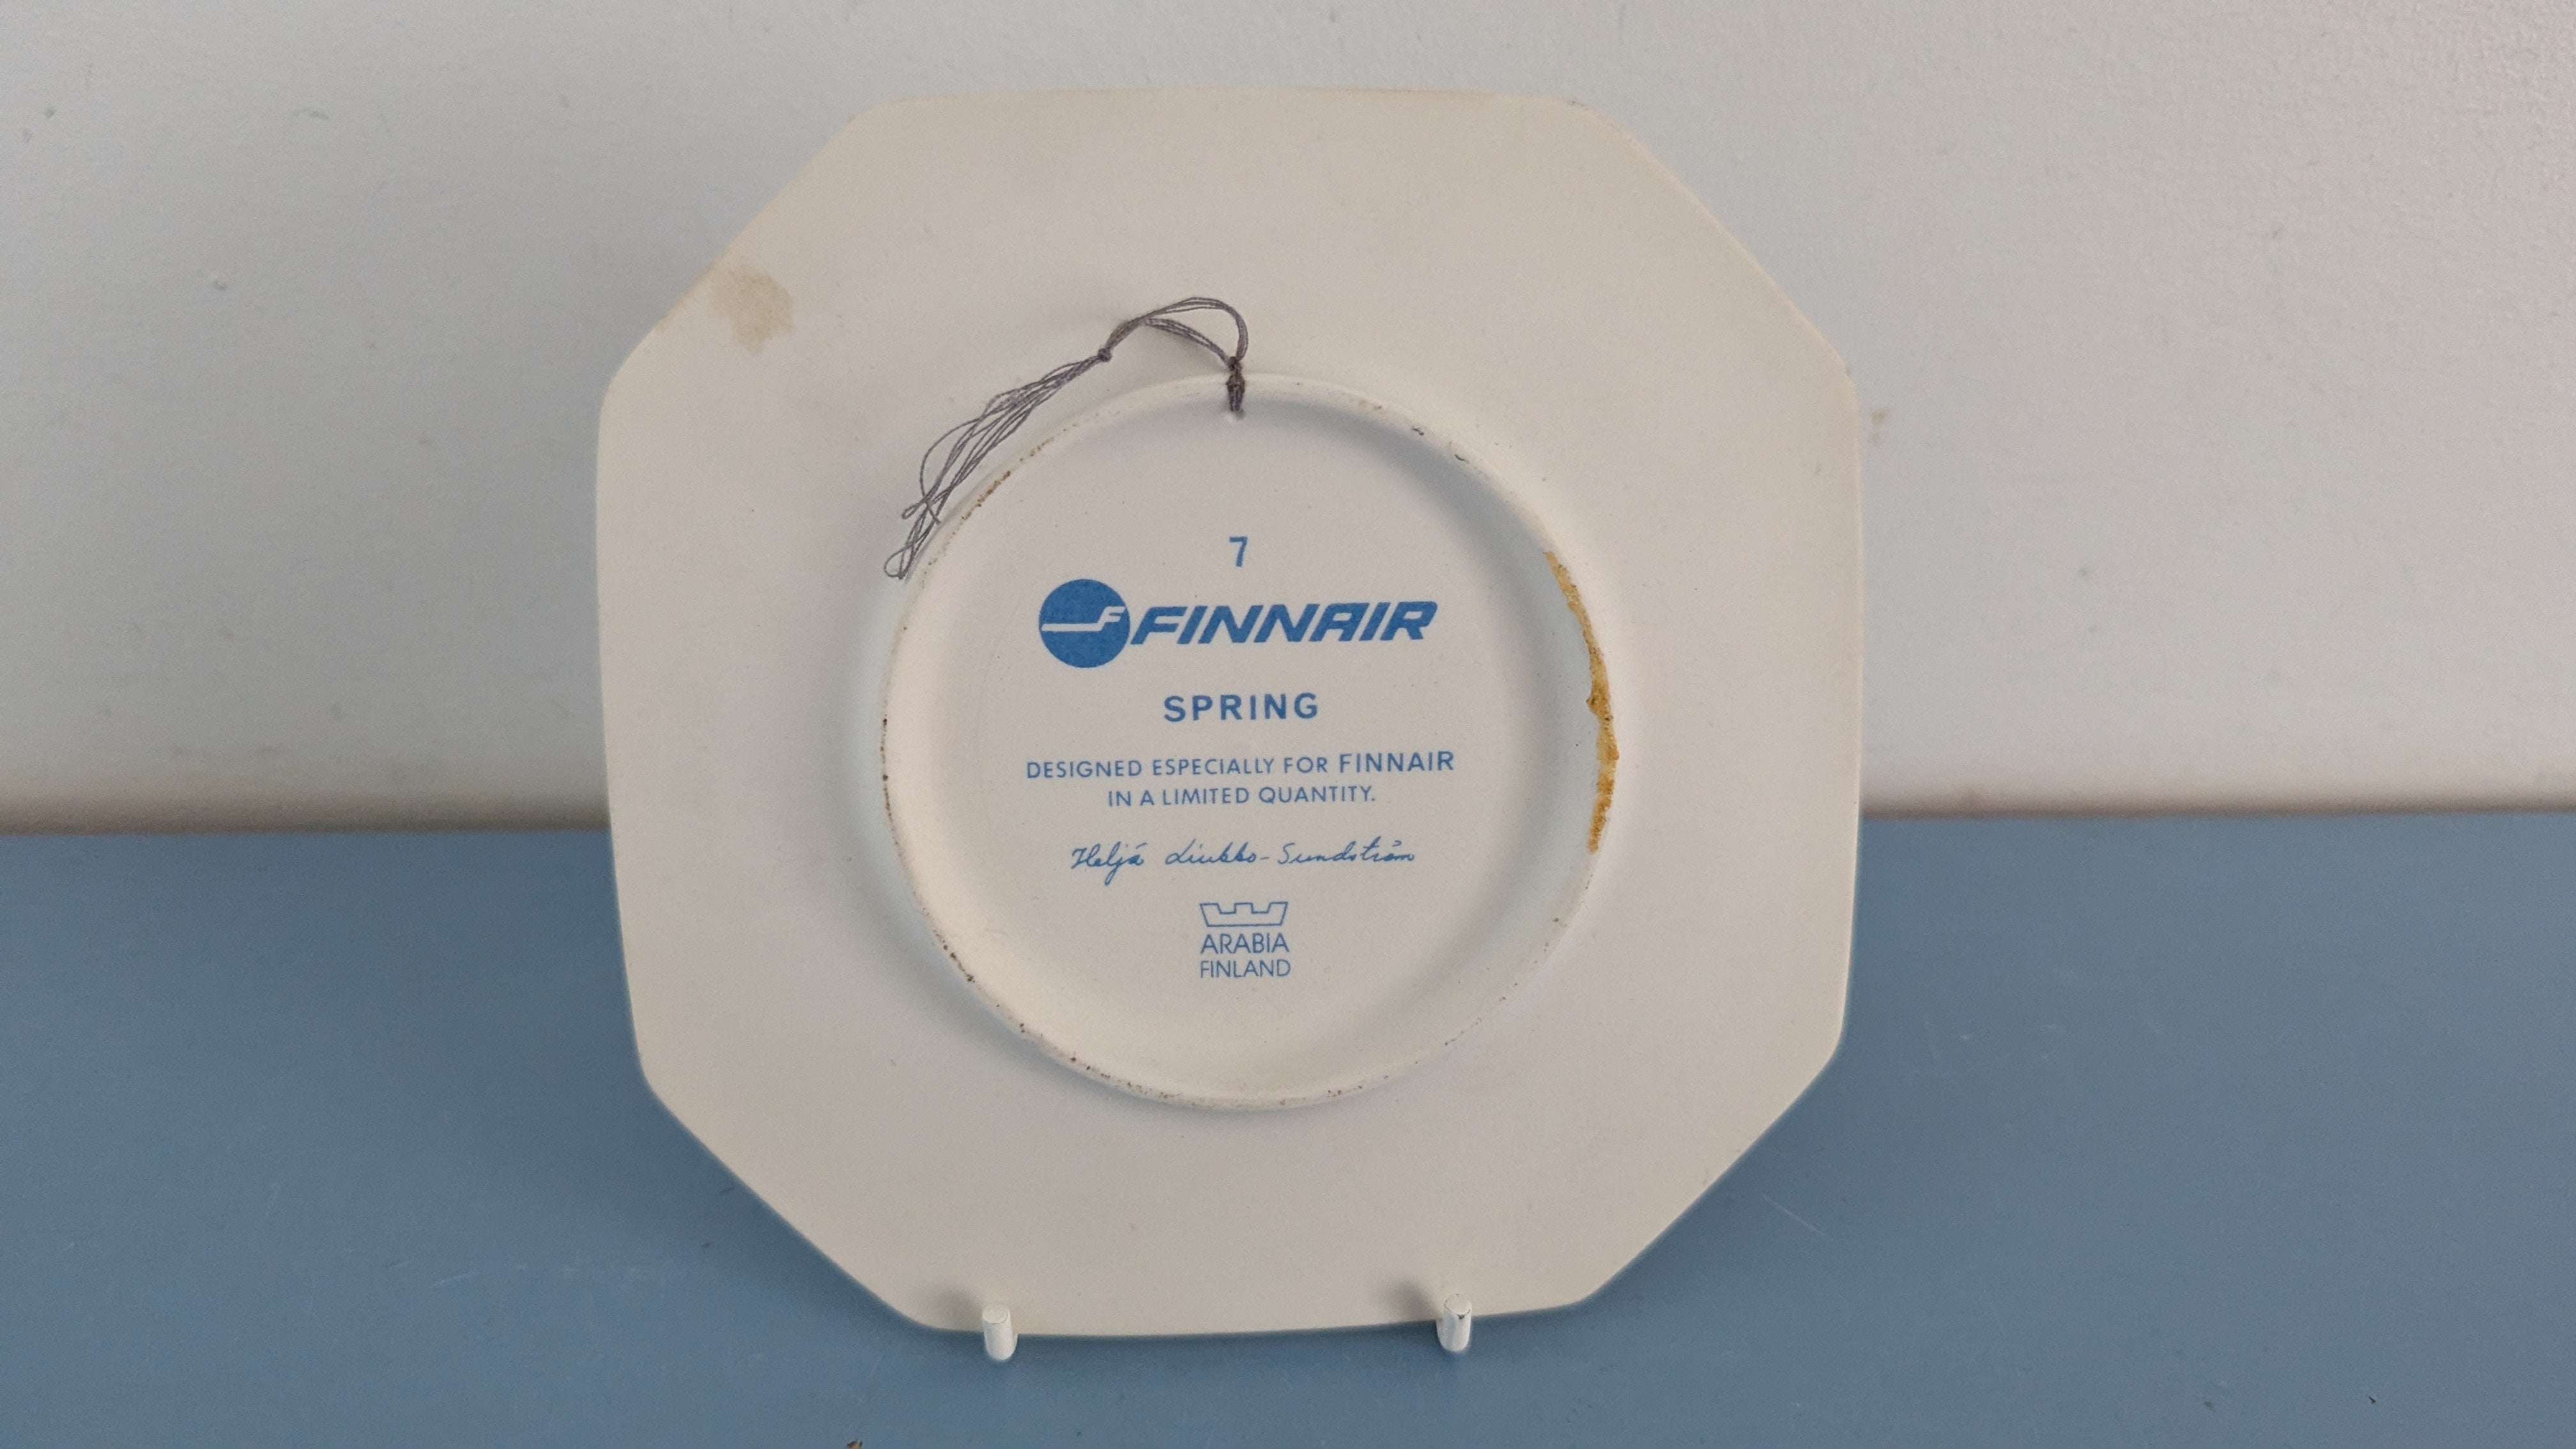 7
F FINNAIR
SPRING
DESIGNED ESPECIALLY FOR FINNAIR
IN A LIMITED QUANTITY.
Heljä Liukko-Sundström
ARABIA
FINLAND